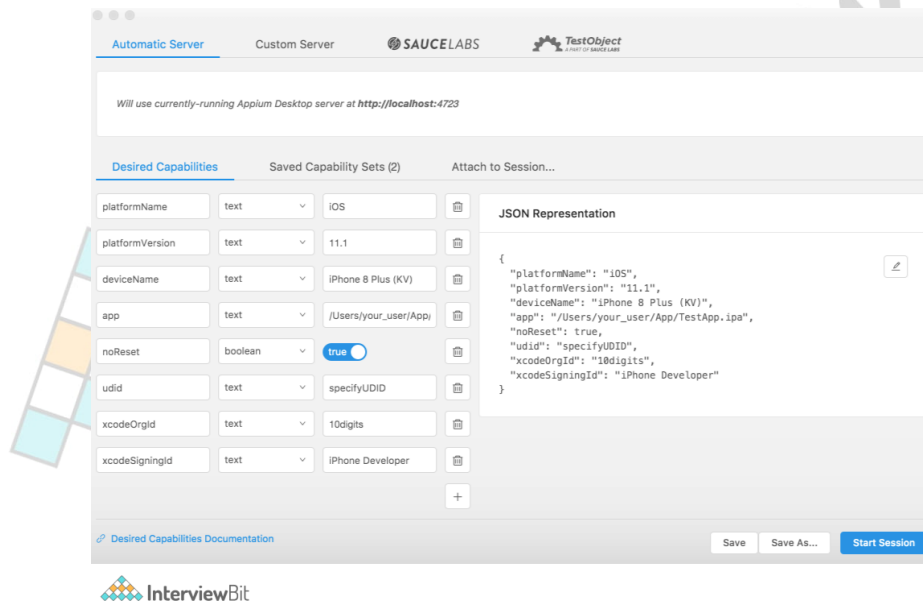 Automatic Server Custom Server SAUCELABS TestObject
A PART OF SAUCE LABS
Will use currently-running Appium Desktop server at http://localhost:4723
Desired Capabilities Saved Capability Sets (2) Attach to Session...
platformName text iOS
platformVersion text 11.1
deviceName text iPhone 8 Plus (KV)
app text /Users/your_user/App/
noReset boolean true
udid text specifyUDID
xcodeOrgId text 10digits
xcodeSigningId text iPhone Developer
+
JSON Representation
{
"platformName": "iOS",
"platformVersion": "11.1",
"deviceName": "iPhone 8 Plus (KV)",
"app": "/Users/your_user/App/TestApp.ipa",
"noReset": true,
"udid": "specifyUDID",
"xcodeOrgId": "10digits",
"xcodeSigningId": "iPhone Developer"
}
Desired Capabilities Documentation Save Save As... Start Session
InterviewBit